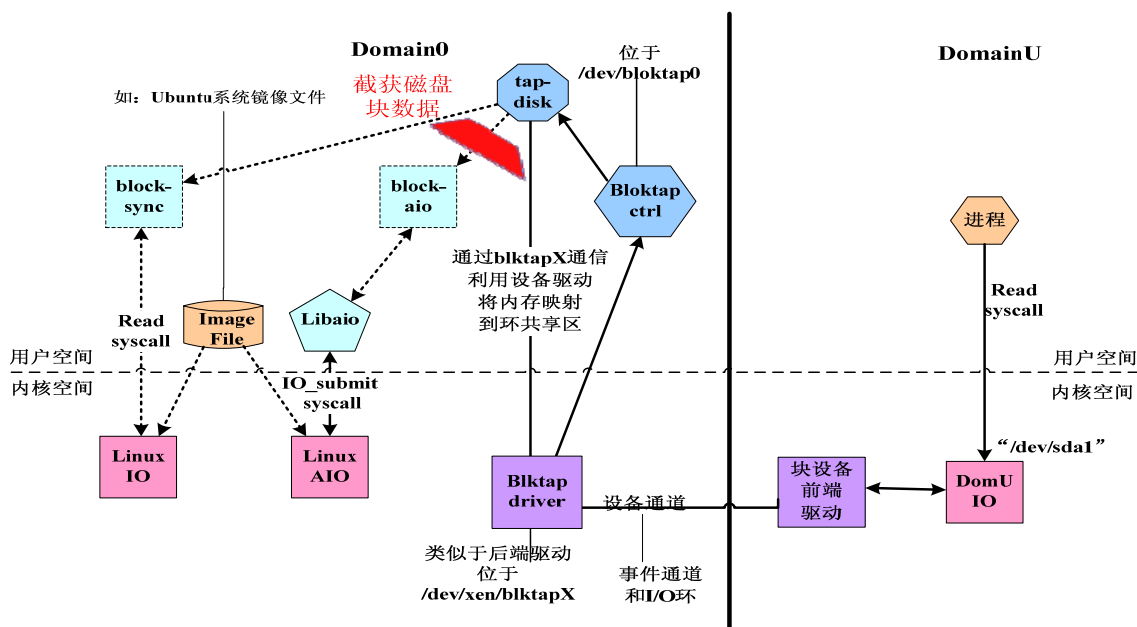 Domain0
DomainU
位于
/dev/bloktap0
截获磁盘
块数据
tap-
disk
如：Ubuntu系统镜像文件
block-
sync
block-
aio
Bloktap
ctrl
进程
通过blktapX通信
利用设备驱动
将内存映射
到环共享区
Read
syscall
Image
File
Libaio
Read
syscall
用户空间
用户空间
内核空间
内核空间
IO_submit
syscall
Linux
IO
Linux
AIO
Blktap
driver
设备通道
块设备
前端
驱动
“/dev/sda1”
DomU
IO
类似于后端驱动
位于
/dev/xen/blktapX
事件通道
和I/O环